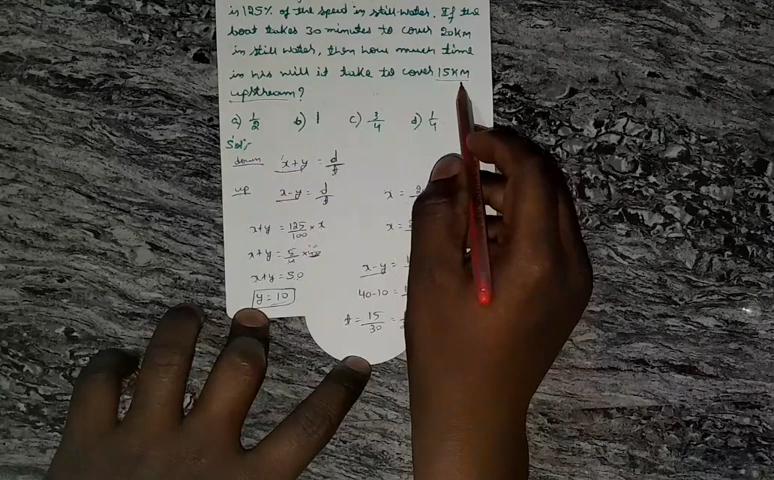 is 125% of the speed in still water. If the
boat takes 30 minutes to cover 20km
in still water, then how much time
in hrs will it take to cover 15km
upstream?
a) 1/2 b) 1 c) 3/4 d) 1/4
Sol:-
down x+y = d/t
up x-y = d/t
x =
x+y = 125/100 × x
x =
x+y = 5/4 × 40
x-y =
x+y = 50
40-10 =
y = 10
t = 15/30 =